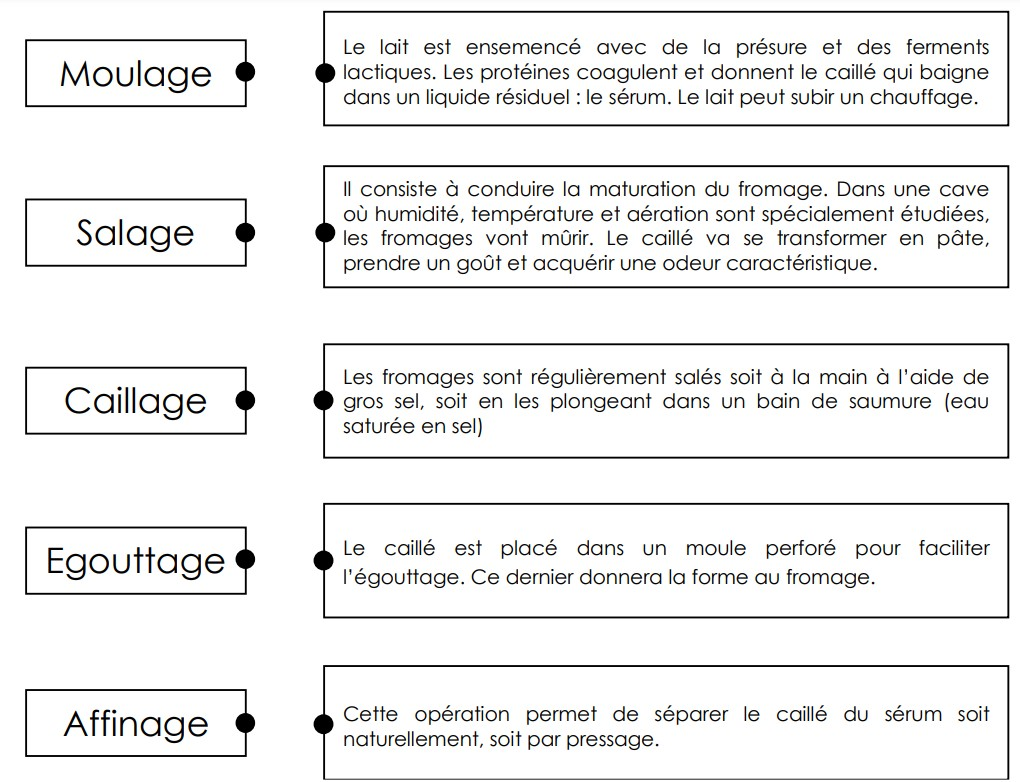 Moulage
Le lait est ensemencé avec de la présure et des ferments
lactiques. Les protéines coagulent et donnent le caillé qui baigne
dans un liquide résiduel : le sérum. Le lait peut subir un chauffage.
Salage
Il consiste à conduire la maturation du fromage. Dans une cave
où humidité, température et aération sont spécialement étudiées,
les fromages vont mûrir. Le caillé va se transformer en pâte,
prendre un goût et acquérir une odeur caractéristique.
Caillage
Les fromages sont régulièrement salés soit à la main à l’aide de
gros sel, soit en les plongeant dans un bain de saumure (eau
saturée en sel)
Egouttage
Le caillé est placé dans un moule perforé pour faciliter
l’égouttage. Ce dernier donnera la forme au fromage.
Affinage
Cette opération permet de séparer le caillé du sérum soit
naturellement, soit par pressage.